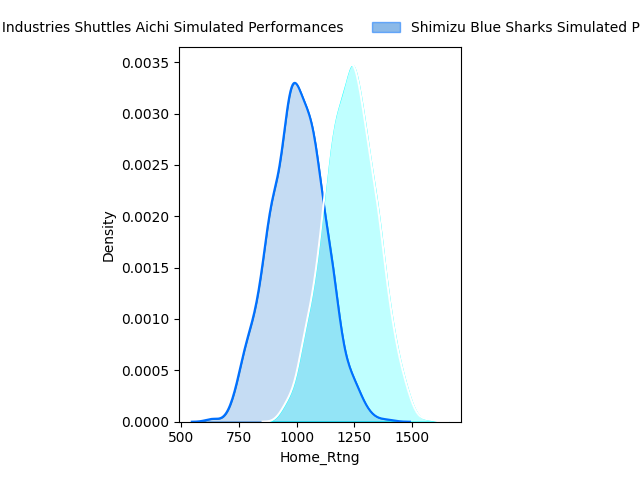 Industries Shuttles Aichi Simulated Performances
Shimizu Blue Sharks Simulated P
0.0035
0.0030
0.0025
0.0020
0.0015
0.0010
0.0005
0.0000
Density
500 750 1000 1250 1500
Home_Rtng